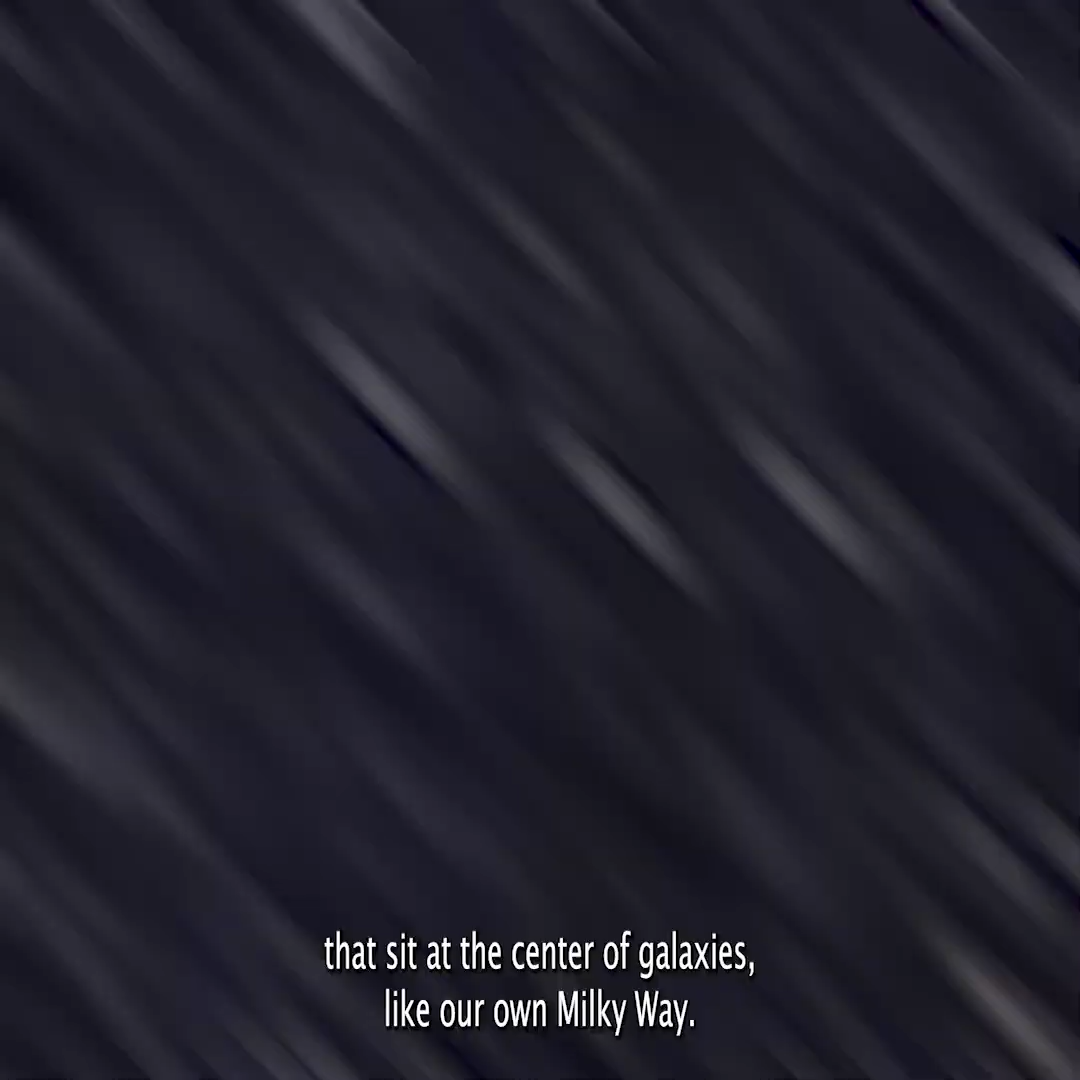 that sit at the center of galaxies,
like our own Milky Way.